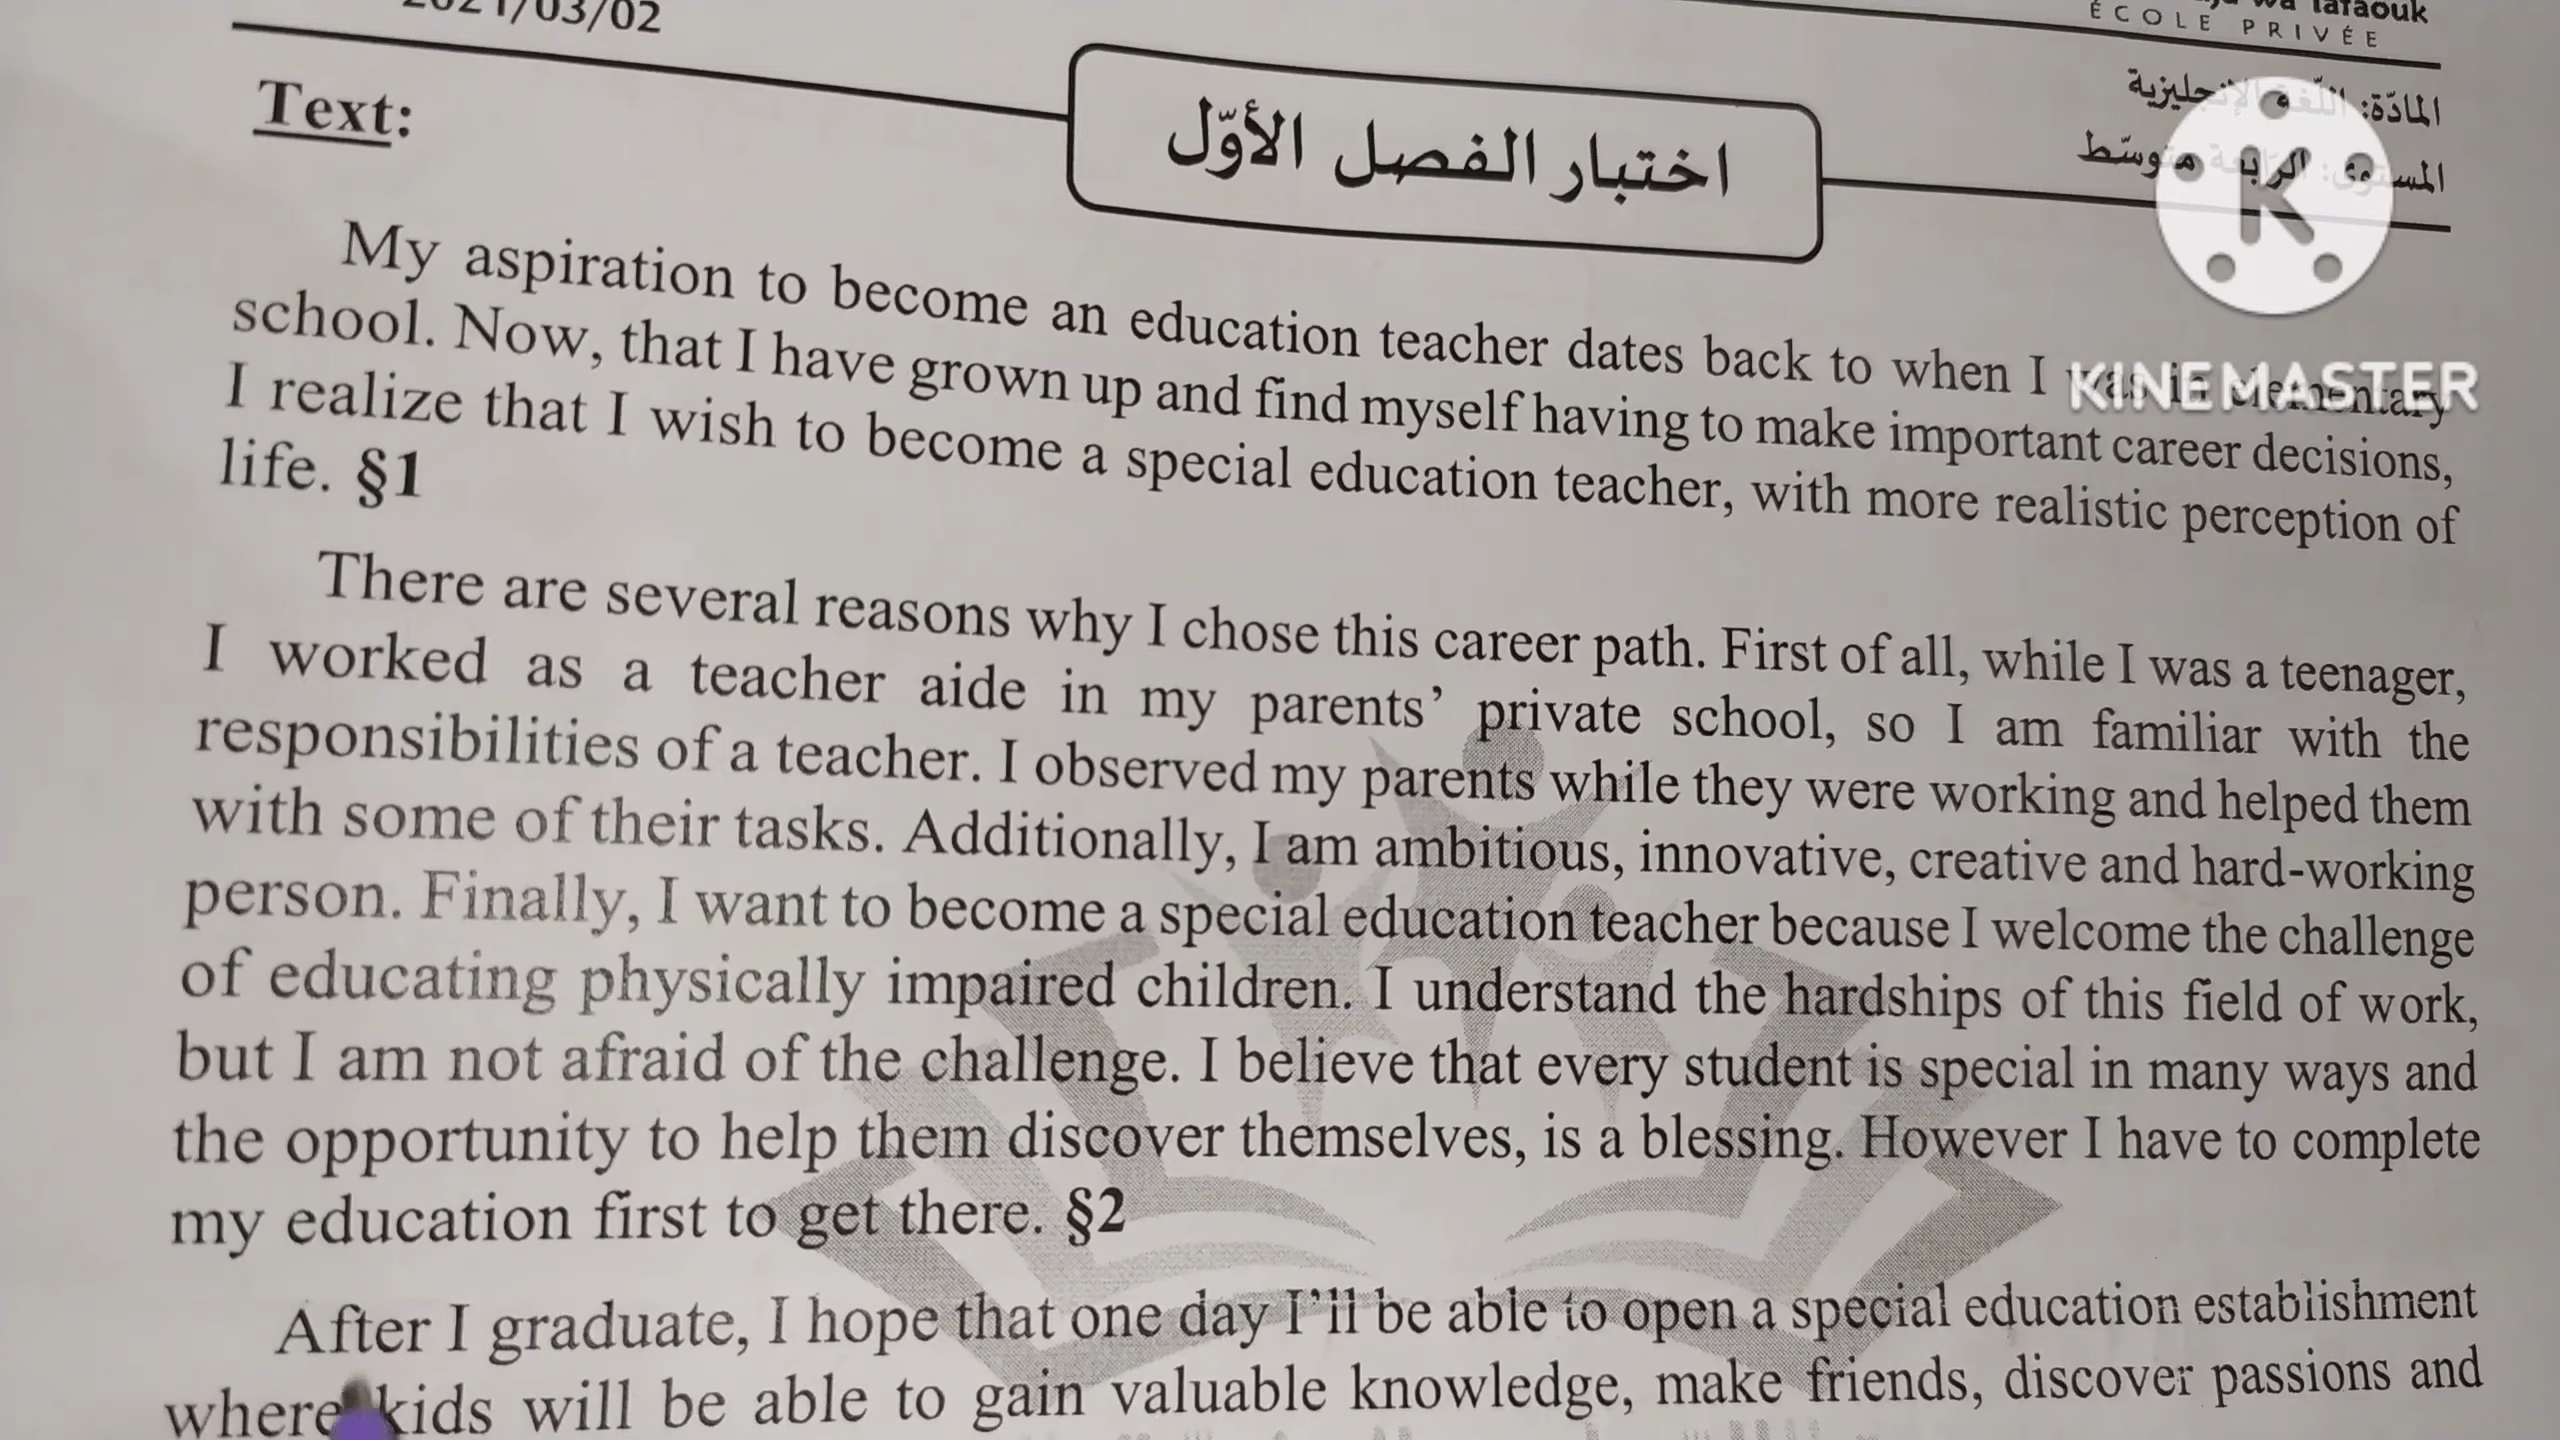 2021/03/02
wa Tafaouk
ÉCOLE PRIVÉE
المادّة: اللّغة الإنجليزية
المستوى: الرّابعة متوسّط
اختبار الفصل الأوّل
KINEMASTER
Text:
My aspiration to become an education teacher dates back to when I was in elementary
school. Now, that I have grown up and find myself having to make important career decisions,
I realize that I wish to become a special education teacher, with more realistic perception of
life. §1
There are several reasons why I chose this career path. First of all, while I was a teenager,
I worked as a teacher aide in my parents’ private school, so I am familiar with the
responsibilities of a teacher. I observed my parents while they were working and helped them
with some of their tasks. Additionally, I am ambitious, innovative, creative and hard-working
person. Finally, I want to become a special education teacher because I welcome the challenge
of educating physically impaired children. I understand the hardships of this field of work,
but I am not afraid of the challenge. I believe that every student is special in many ways and
the opportunity to help them discover themselves, is a blessing. However I have to complete
my education first to get there. §2
After I graduate, I hope that one day I’ll be able to open a special education establishment
where kids will be able to gain valuable knowledge, make friends, discover passions and